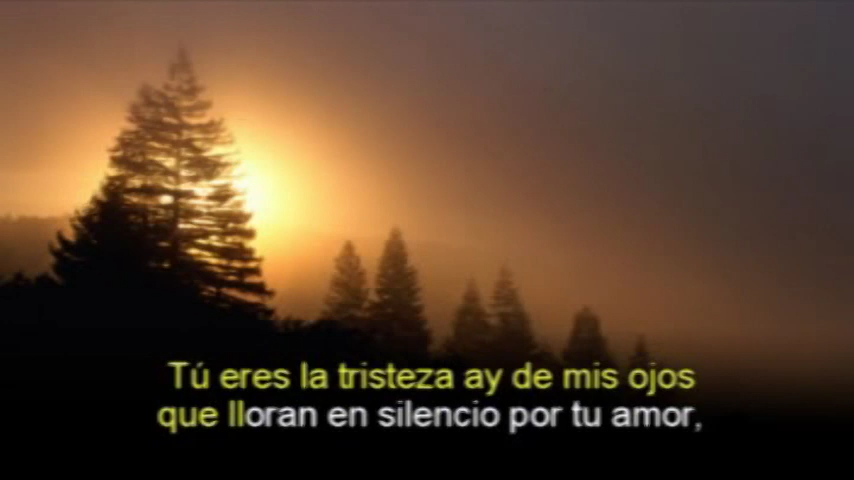 Tú eres la tristeza ay de mis ojos
que lloran en silencio por tu amor,